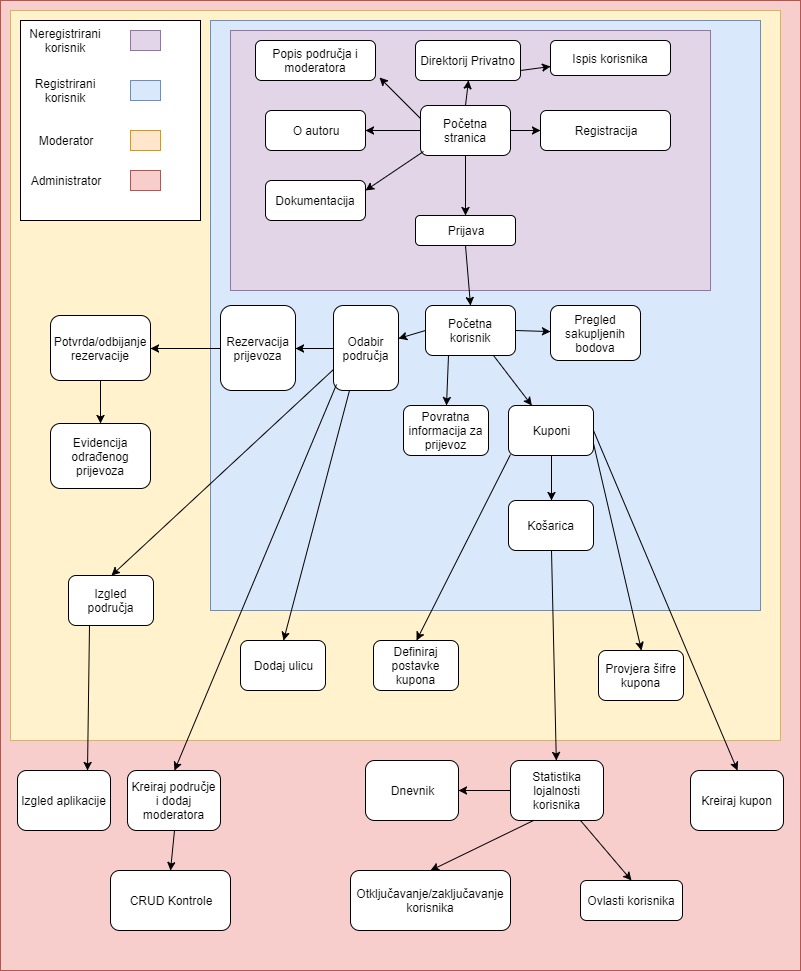 Neregistrirani
korisnik
Registrirani
korisnik
Moderator
Administrator
Popis područja i
moderatora
Direktorij Privatno
Ispis korisnika
O autoru
Početna
stranica
Registracija
Dokumentacija
Prijava
Potvrda/odbijanje
rezervacije
Rezervacija
prijevoza
Odabir
područja
Početna
korisnik
Pregled
sakupljenih
bodova
Evidencija
odrađenog
prijevoza
Povratna
informacija za
prijevoz
Kuponi
Košarica
Izgled
područja
Dodaj ulicu
Definiraj
postavke
kupona
Provjera šifre
kupona
Izgled aplikacije
Kreiraj područje
i dodaj
moderatora
Dnevnik
Statistika
lojalnosti
korisnika
Kreiraj kupon
CRUD Kontrole
Otključavanje/zaključavanje
korisnika
Ovlasti korisnika